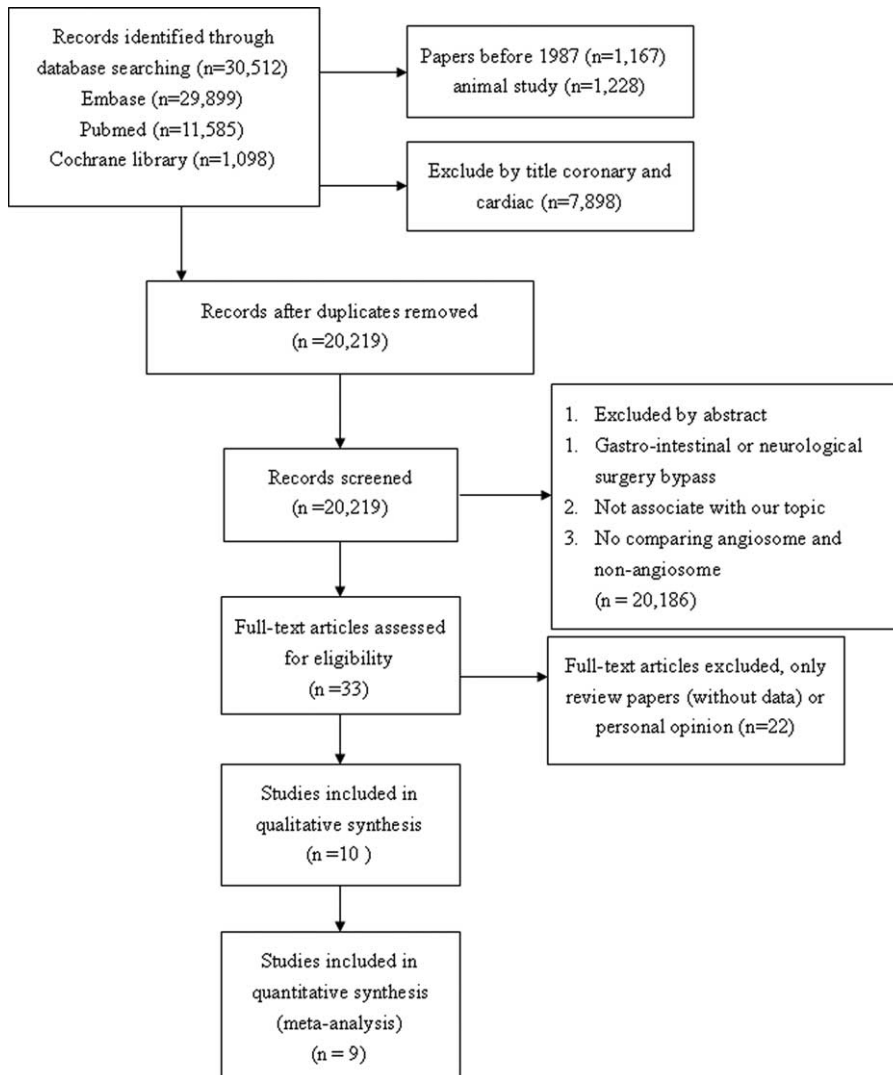 Records identified through
database searching (n=30,512)
Embase (n=29,899)
Pubmed (n=11,585)
Cochrane library (n=1,098)
Papers before 1987 (n=1,167)
animal study (n=1,228)
Exclude by title coronary and
cardiac (n=7,898)
Records after duplicates removed
(n =20,219)
Records screened
(n =20,219)
1. Excluded by abstract
1. Gastro-intestinal or neurological
surgery bypass
2. Not associate with our topic
3. No comparing angiosome and
non-angiosome
(n = 20,186)
Full-text articles assessed
for eligibility
(n =33)
Full-text articles excluded, only
review papers (without data) or
personal opinion (n=22)
Studies included in
qualitative synthesis
(n =10 )
Studies included in
quantitative synthesis
(meta-analysis)
(n = 9)